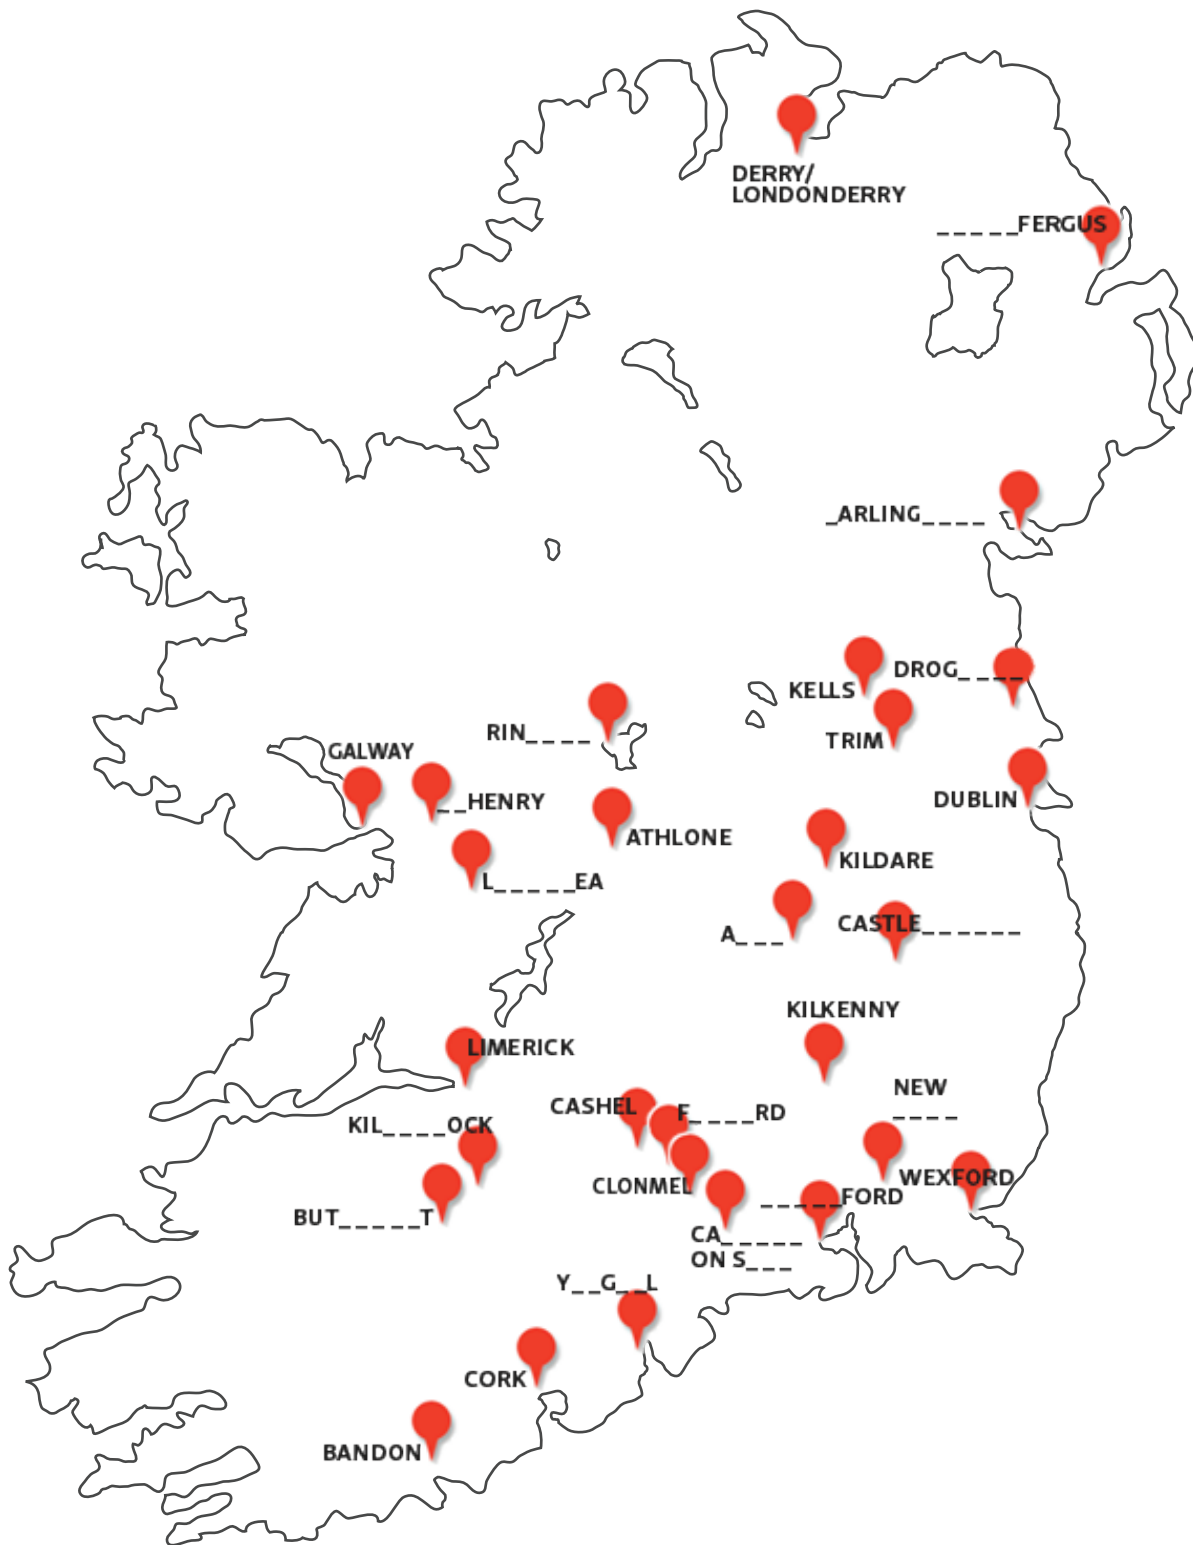 DERRY/
LONDONDERRY
_ _ _ _ _FERGUS
_ARLING_ _ _ _
KELLS
DROG_ _ _ _
RIN_ _ _ _
TRIM
GALWAY
_ _HENRY
DUBLIN
ATHLONE
KILDARE
L_ _ _ _ _EA
A_ _ _
CASTLE_ _ _ _ _ _
KILKENNY
LIMERICK
NEW
_ _ _ _
CASHEL
F_ _ _ _RD
KIL_ _ _ _OCK
WEXFORD
CLONMEL
_ _ _ _ _FORD
BUT_ _ _ _ _T
CA_ _ _ _ _
ON S_ _ _
Y_ _G_ _L
CORK
BANDON